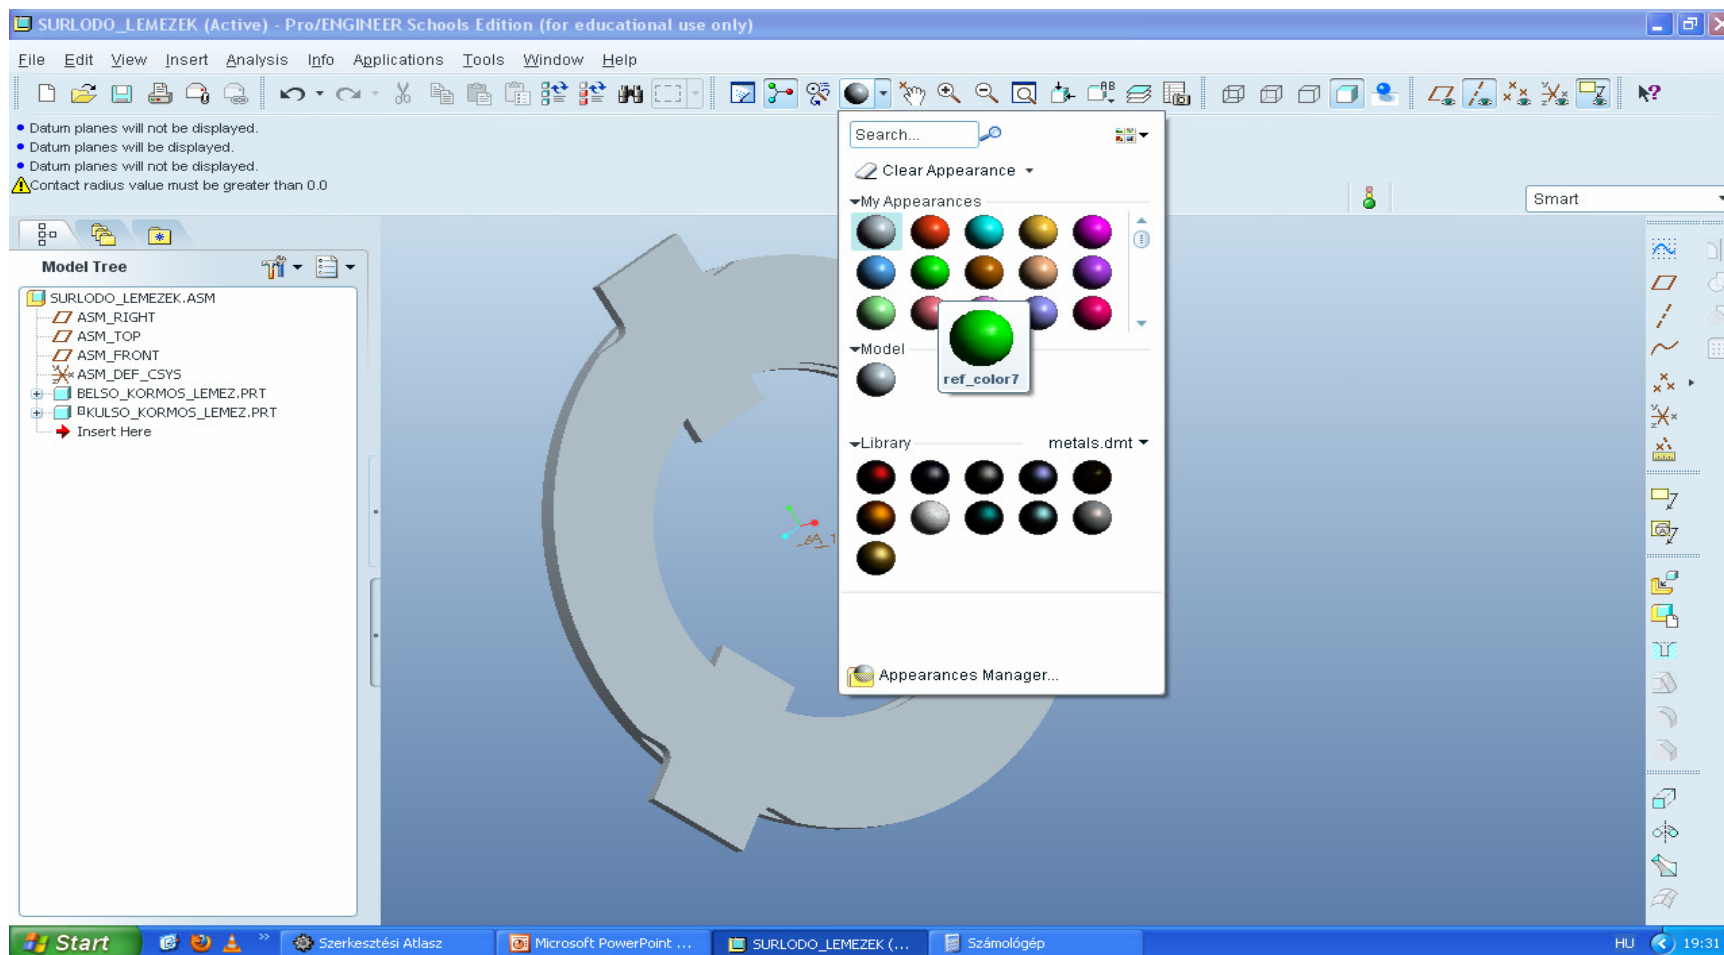 SURLODO_LEMEZEK (Active) - Pro/ENGINEER Schools Edition (for educational use only)
File Edit View Insert Analysis Info Applications Tools Window Help
Datum planes will not be displayed.
Datum planes will be displayed.
Datum planes will not be displayed.
Contact radius value must be greater than 0.0
Smart
Model Tree
SURLODO_LEMEZEK.ASM
ASM_RIGHT
ASM_TOP
ASM_FRONT
ASM_DEF_CSYS
BELSO_KORMOS_LEMEZ.PRT
KULSO_KORMOS_LEMEZ.PRT
Insert Here
Search...
Clear Appearance
My Appearances
Model
ref_color7
Library metals.dmt
Appearances Manager...
Start
Szerkesztési Atlasz
Microsoft PowerPoint ...
SURLODO_LEMEZEK (...
Számológép
HU
19:31